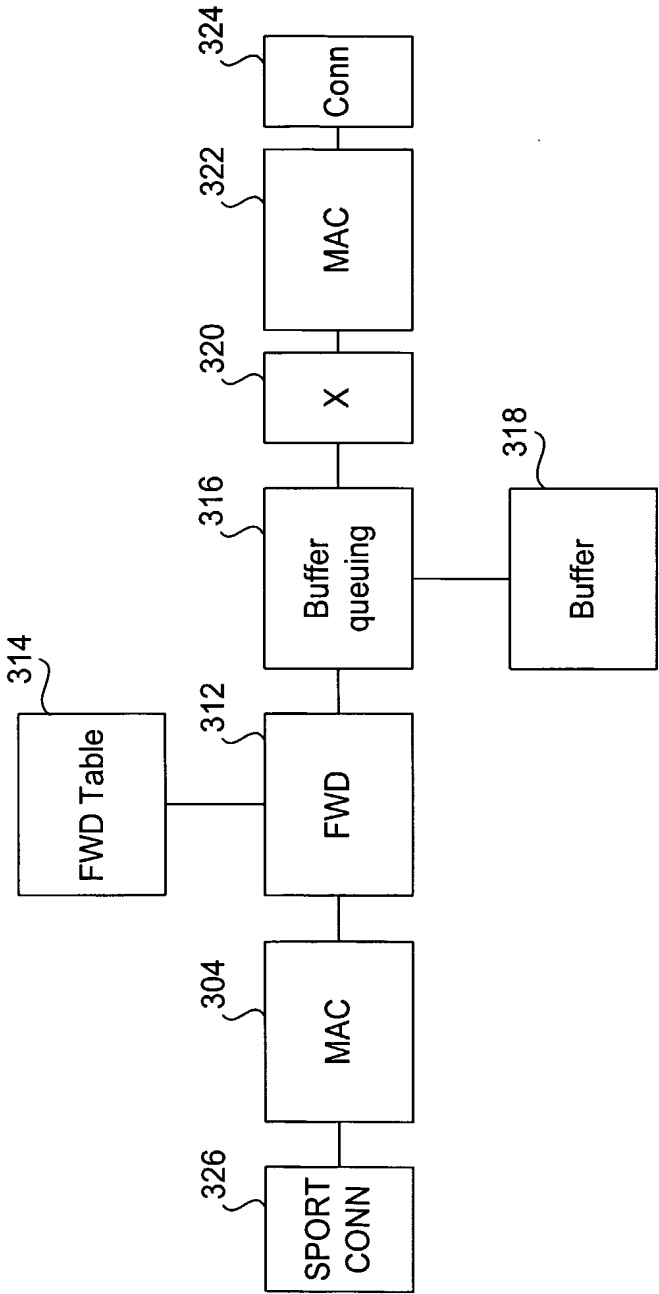 314
FWD Table
326
SPORT
CONN
304
MAC
312
FWD
316
Buffer
queuing
320
X
322
MAC
324
Conn
318
Buffer